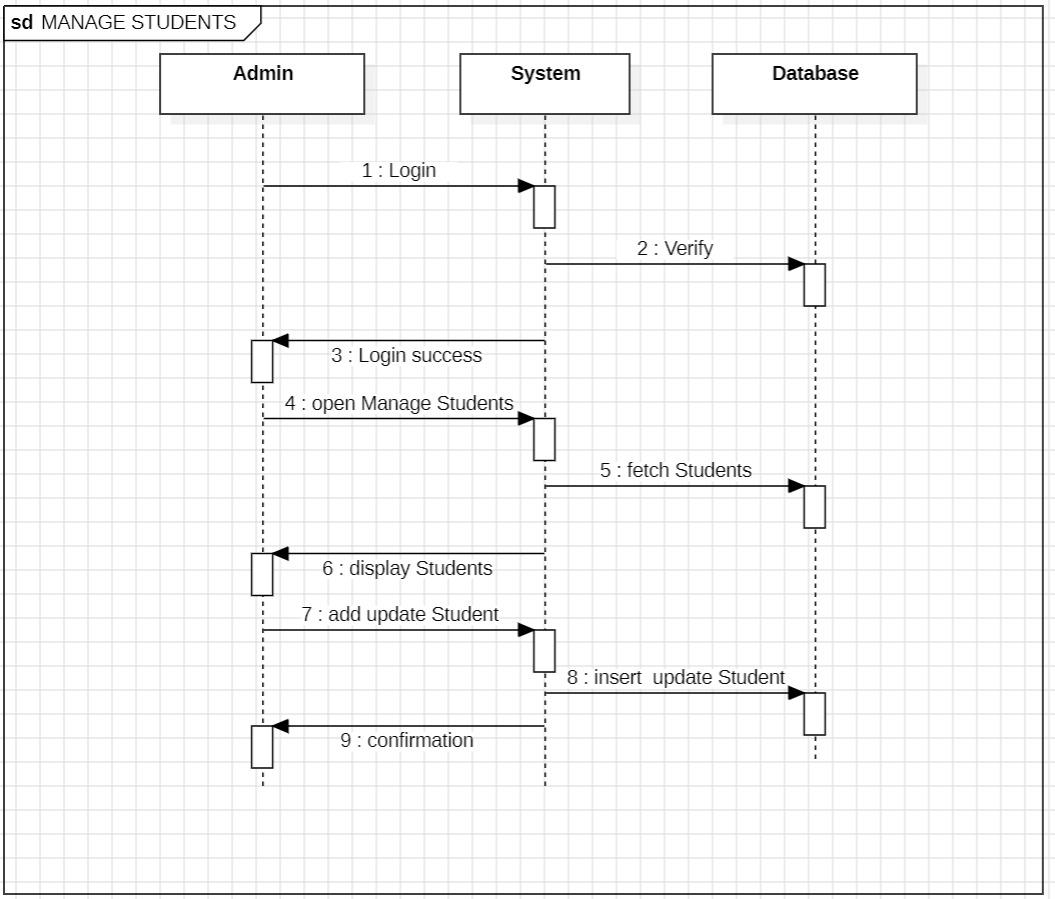 sd MANAGE STUDENTS
Admin
System
Database
1 : Login
2 : Verify
3 : Login success
4 : open Manage Students
5 : fetch Students
6 : display Students
7 : add update Student
8 : insert  update Student
9 : confirmation